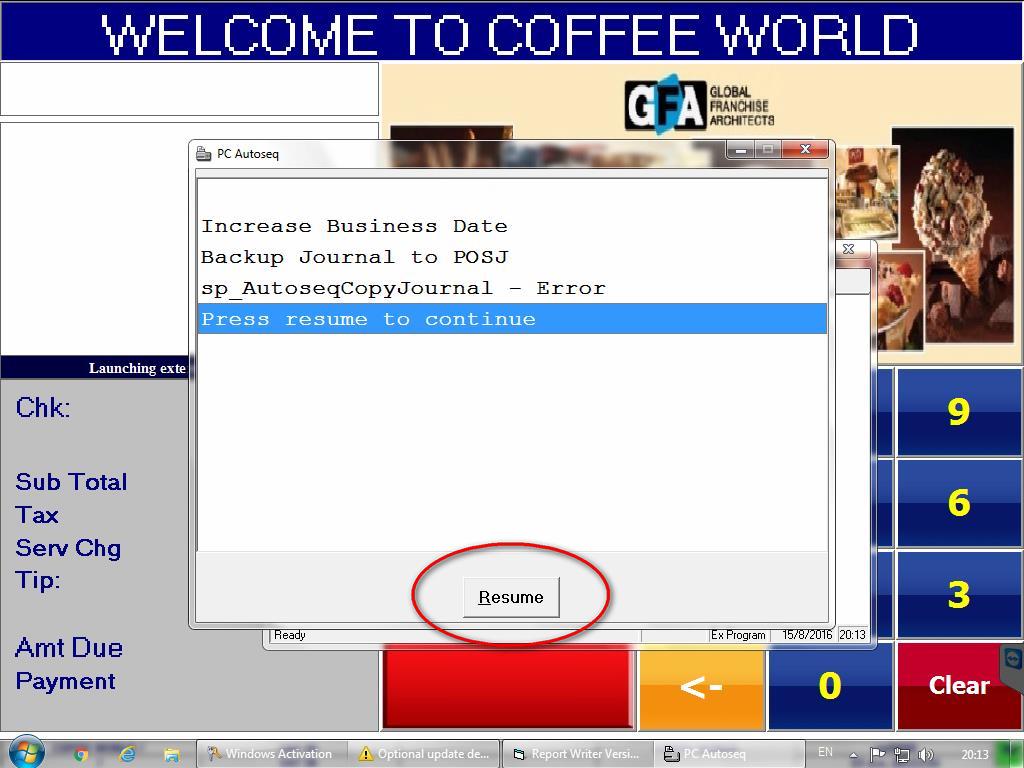 WELCOME TO COFFEE WORLD
GFA GLOBAL
FRANCHISE
ARCHITECTS
PC Autoseq
Increase Business Date
Backup Journal to POSJ
sp_AutoseqCopyJournal - Error
Press resume to continue
Launching exte
Chk:
9
Sub Total
6
Tax
Serv Chg
Tip:
3
Resume
Ready
Ex Program
15/8/2016
20:13
Amt Due
Payment
<-
0
Clear
Windows Activation
Optional update de...
Report Writer Versi...
PC Autoseq
EN
20:13